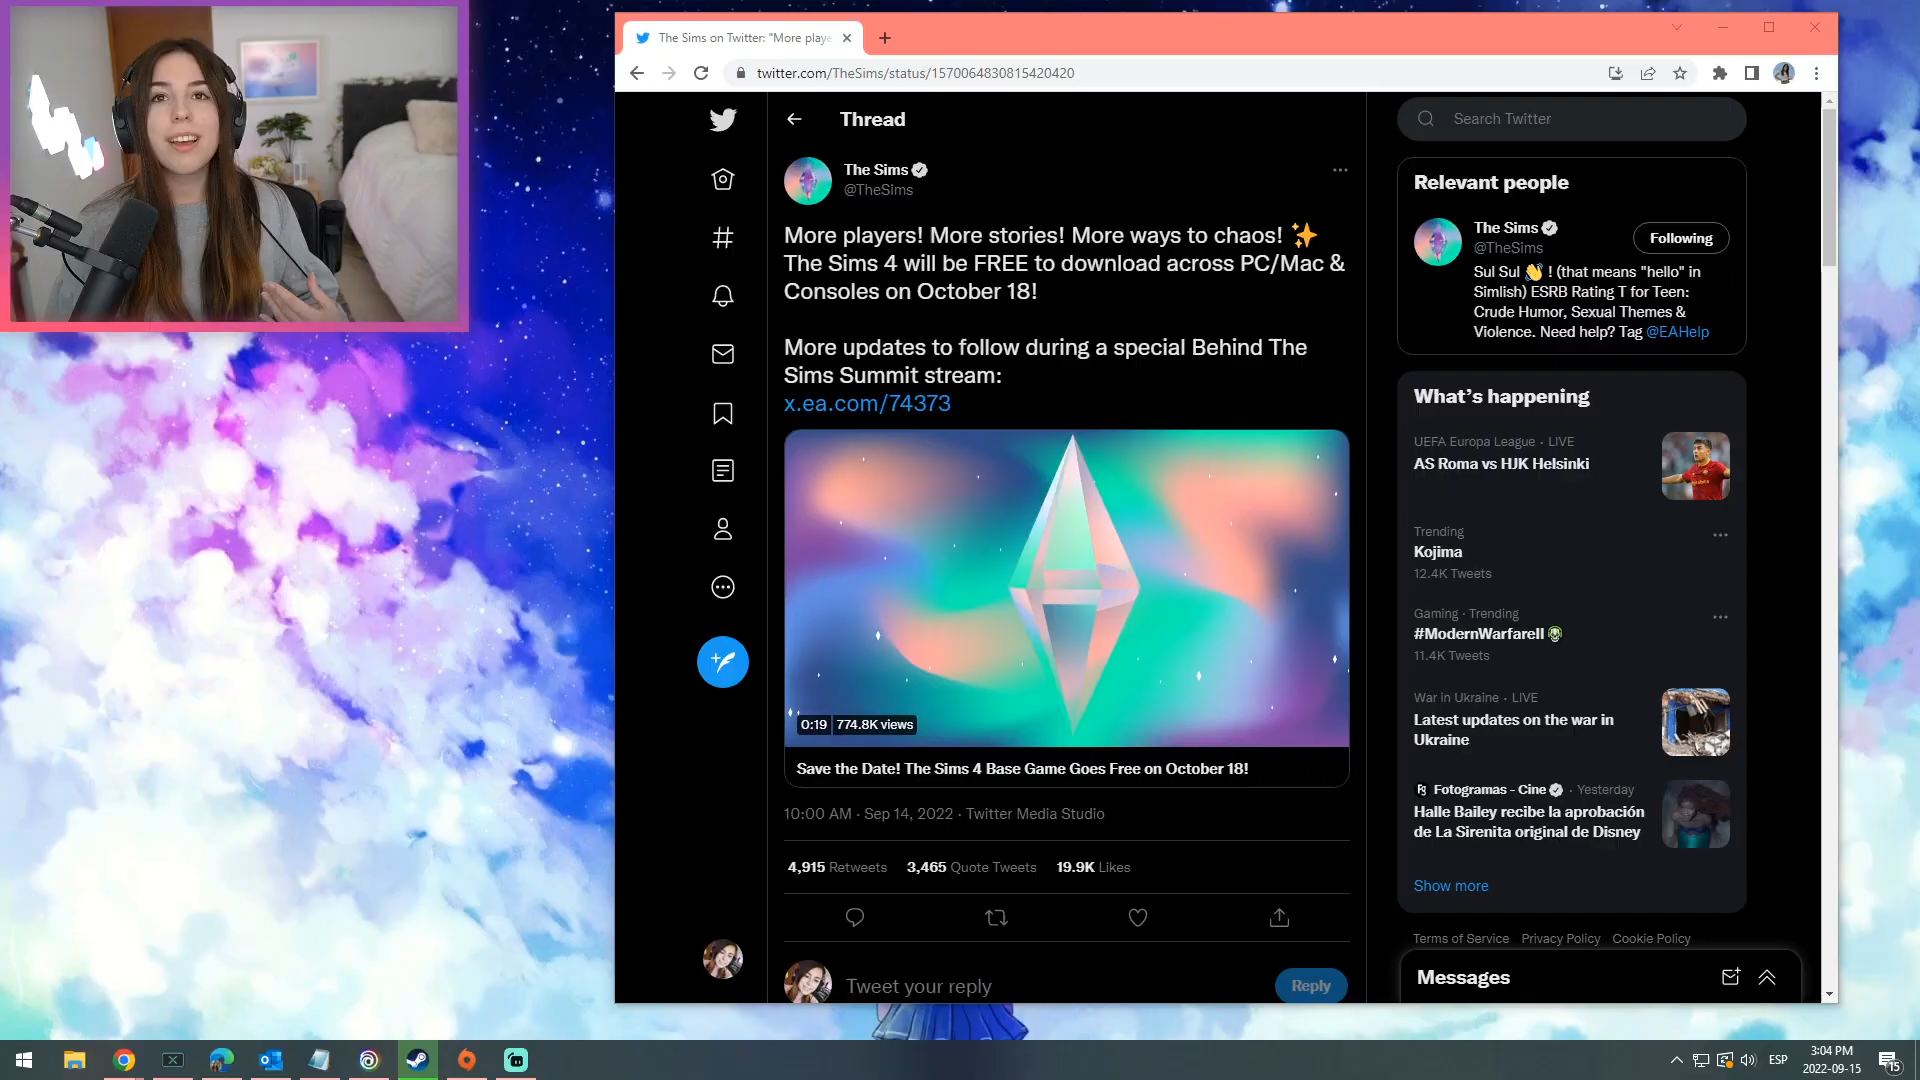 The Sims on Twitter: "More playe
twitter.com/TheSims/status/1570064830815420420
Thread
The Sims
@TheSims
More players! More stories! More ways to chaos! ✨
The Sims 4 will be FREE to download across PC/Mac &
Consoles on October 18!
More updates to follow during a special Behind The
Sims Summit stream:
x.ea.com/74373
0:19 774.8K views
Save the Date! The Sims 4 Base Game Goes Free on October 18!
10:00 AM · Sep 14, 2022 · Twitter Media Studio
4,915 Retweets 3,465 Quote Tweets 19.9K Likes
Tweet your reply
Reply
Search Twitter
Relevant people
The Sims
@TheSims
Following
Sul Sul 👋 ! (that means "hello" in
Simlish) ESRB Rating T for Teen:
Crude Humor, Sexual Themes &
Violence. Need help? Tag @EAHelp
What's happening
UEFA Europa League · LIVE
AS Roma vs HJK Helsinki
Trending
Kojima
12.4K Tweets
Gaming · Trending
#ModernWarfareII
11.4K Tweets
War in Ukraine · LIVE
Latest updates on the war in
Ukraine
Fotogramas - Cine · Yesterday
Halle Bailey recibe la aprobación
de La Sirenita original de Disney
Show more
Terms of Service Privacy Policy Cookie Policy
Messages
ESP
3:04 PM
2022-09-15
15